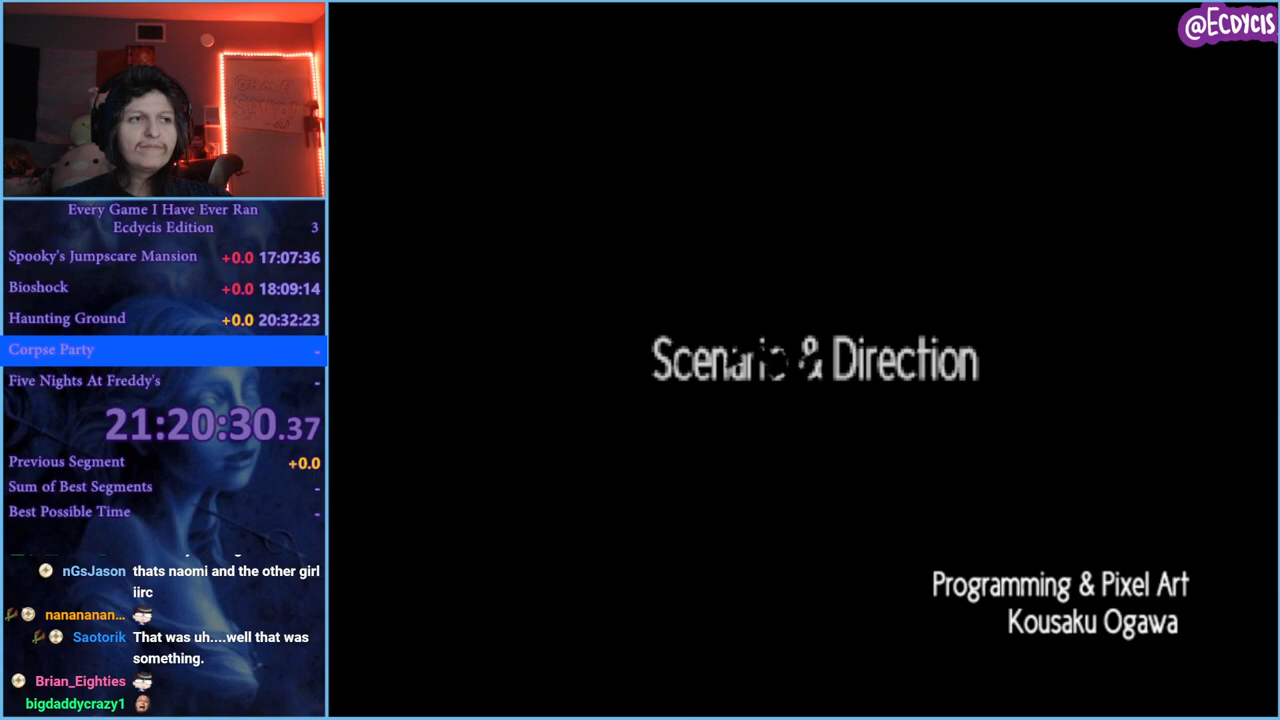 @Ecdycis
Every Game I Have Ever Ran
Ecdycis Edition 3
Spooky's Jumpscare Mansion +0.0 17:07:36
Bioshock +0.0 18:09:14
Haunting Ground +0.0 20:32:23
Corpse Party -
Five Nights At Freddy's -
21:20:30.37
Previous Segment +0.0
Sum of Best Segments -
Best Possible Time -
nGsJason thats naomi and the other girl
iirc
nanananan...
Saotorik That was uh....well that was
something.
Brian_Eighties
bigdaddycrazy1
Scenario & Direction
Programming & Pixel Art
Kousaku Ogawa